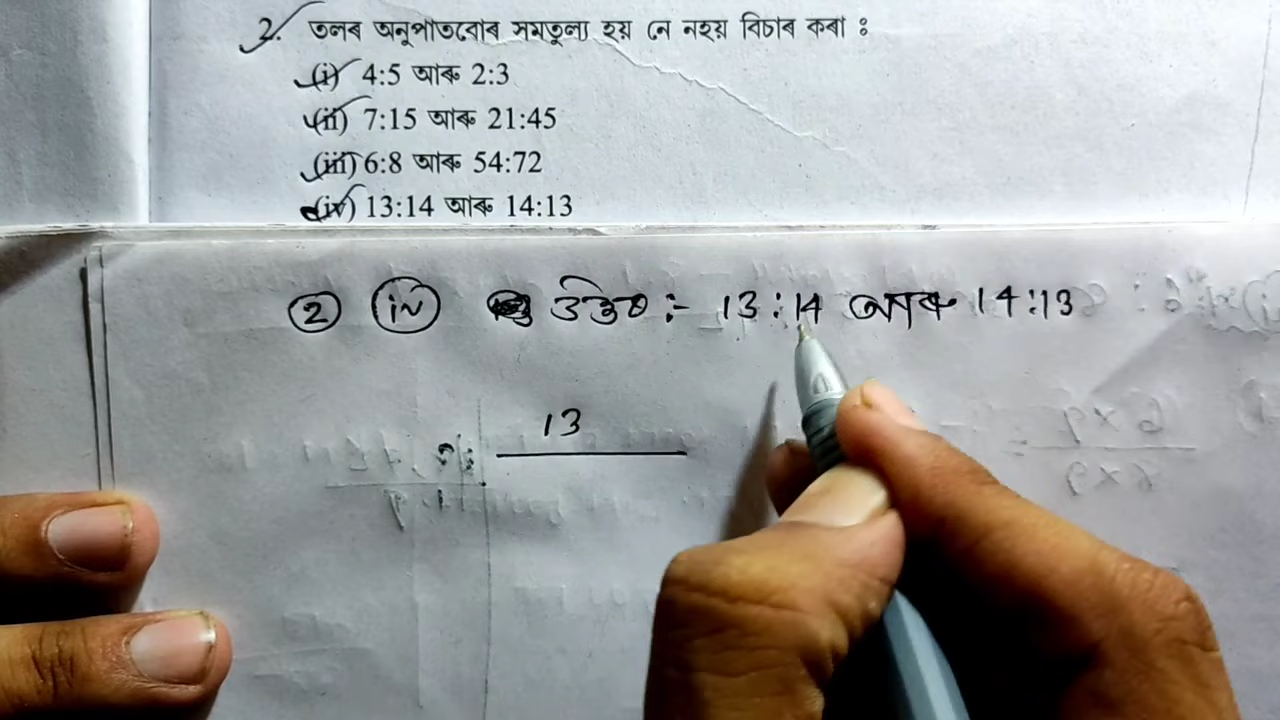 2. তলৰ অনুপাতবোৰ সমতুল্য হয় নে নহয় বিচাৰ কৰা :
(i) 4:5 আৰু 2:3
(ii) 7:15 আৰু 21:45
(iii) 6:8 আৰু 54:72
(iv) 13:14 আৰু 14:13
2 iv উত্তৰ :- 13:14 আৰু 14:13
13